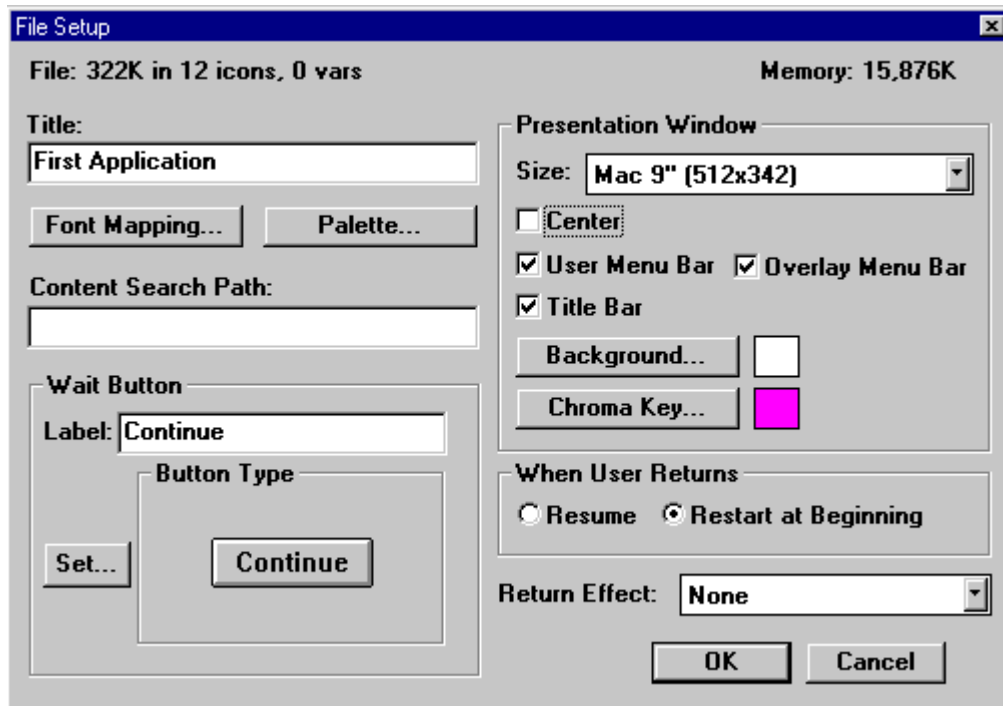 File Setup
File: 322K in 12 icons, 0 vars
Memory: 15,876K
Title:
First Application
Font Mapping...
Palette...
Content Search Path:
Wait Button
Label: Continue
Button Type
Set...
Continue
Presentation Window
Size: Mac 9" (512x342)
Center
User Menu Bar Overlay Menu Bar
Title Bar
Background...
Chroma Key...
When User Returns
Resume Restart at Beginning
Return Effect: None
OK Cancel